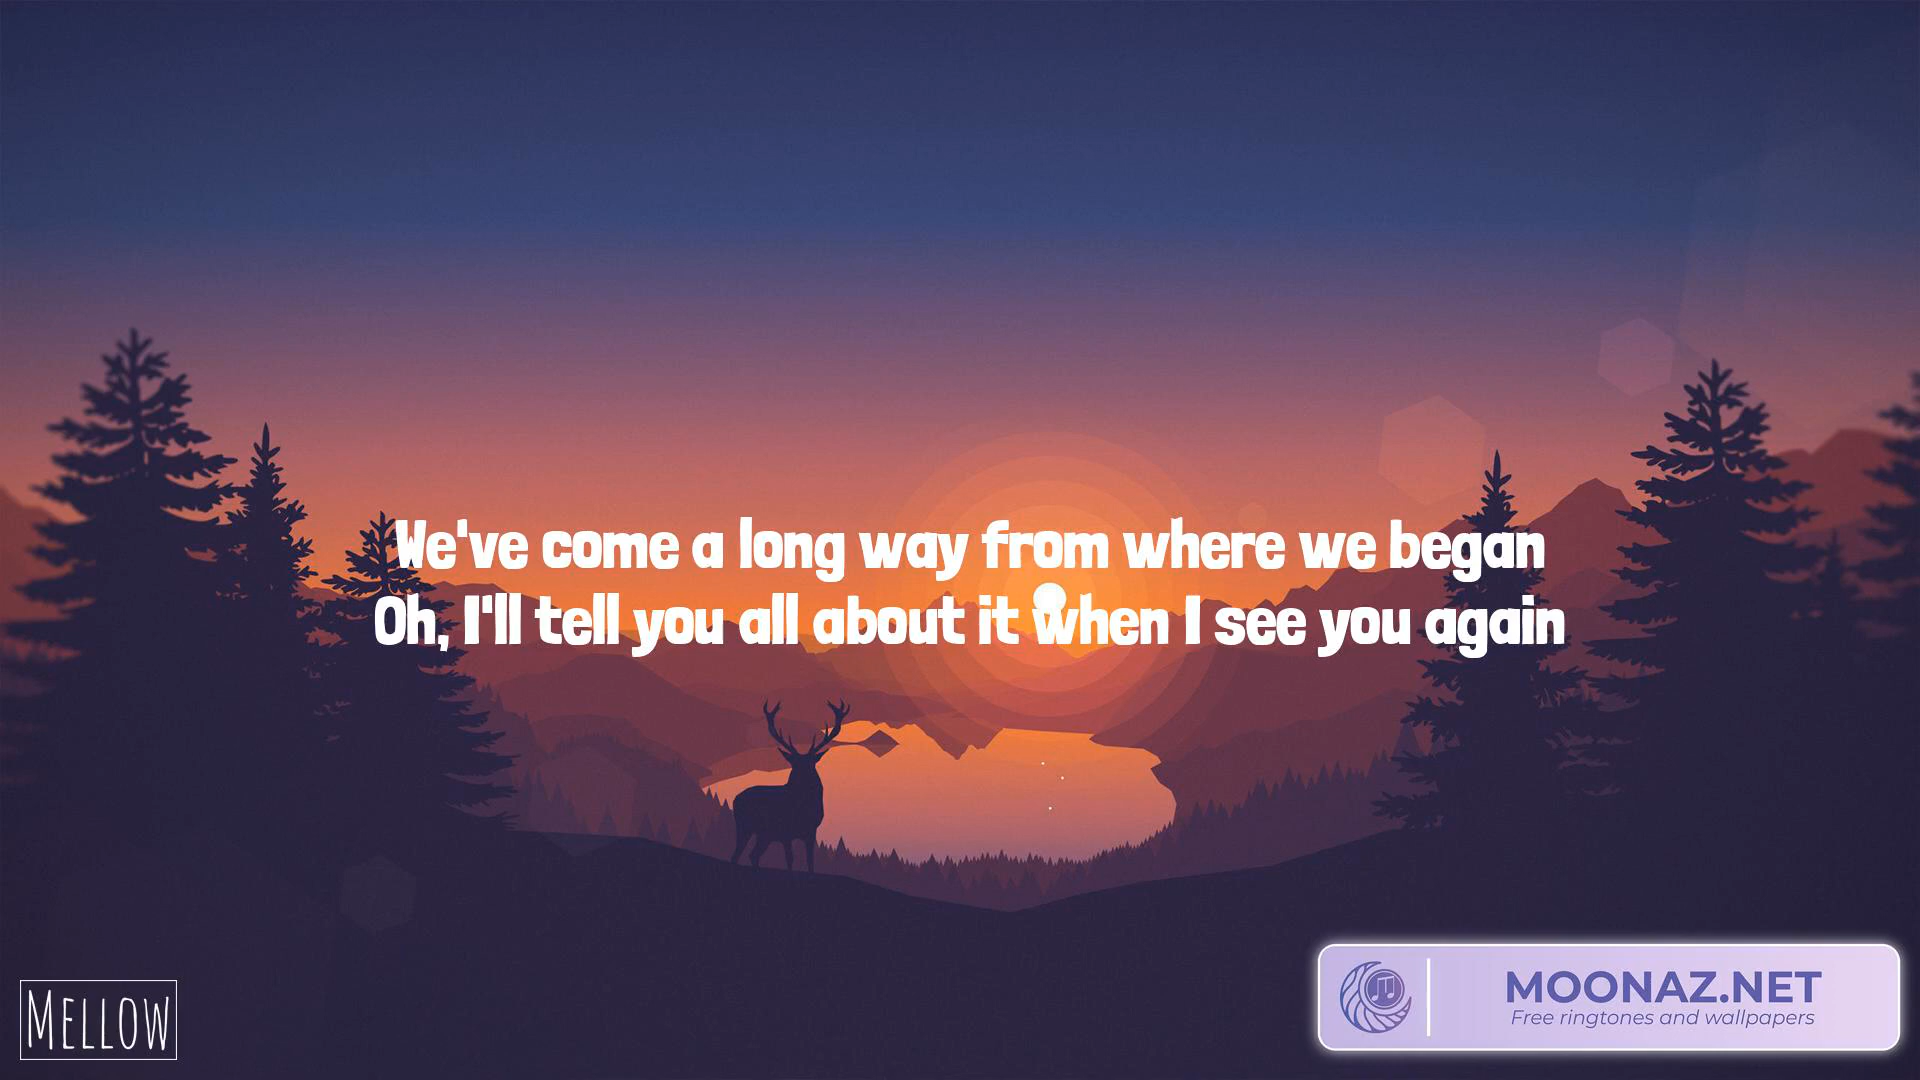 We've come a long way from where we began
Oh, I'll tell you all about it when I see you again
MELLOW
MOONAZ.NET
Free ringtones and wallpapers